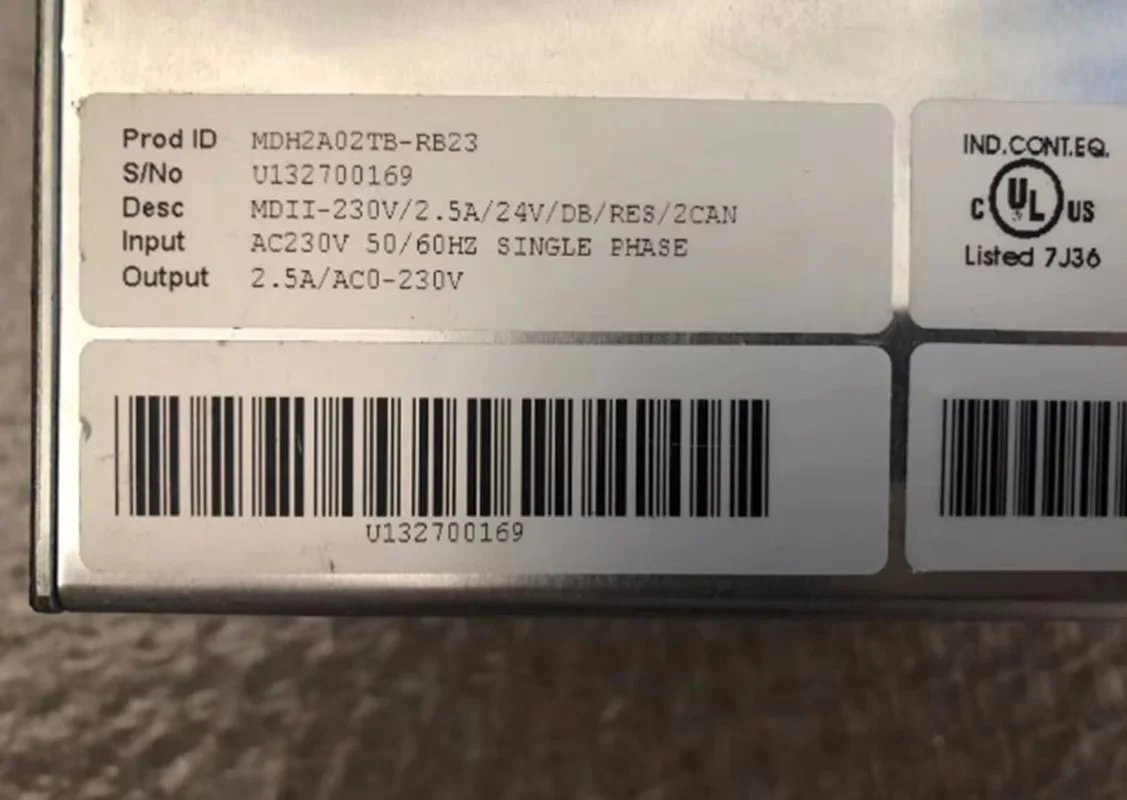 Prod ID MDH2A02TB-RB23
S/No U132700169
Desc MDII-230V/2.5A/24V/DB/RES/2CAN
Input AC230V 50/60HZ SINGLE PHASE
Output 2.5A/AC0-230V
IND.CONT.EQ.
C UL US
Listed 7J36
U132700169